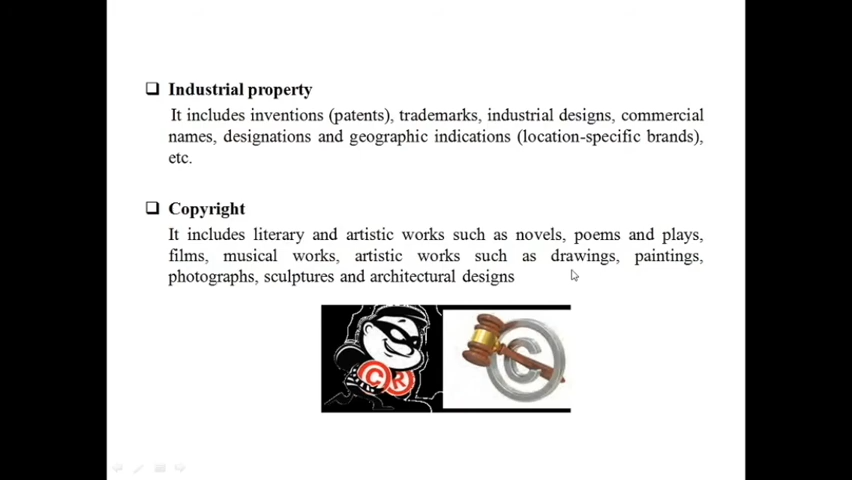 Industrial property
It includes inventions (patents), trademarks, industrial designs, commercial
names, designations and geographic indications (location-specific brands),
etc.
Copyright
It includes literary and artistic works such as novels, poems and plays,
films, musical works, artistic works such as drawings, paintings,
photographs, sculptures and architectural designs
C R
C